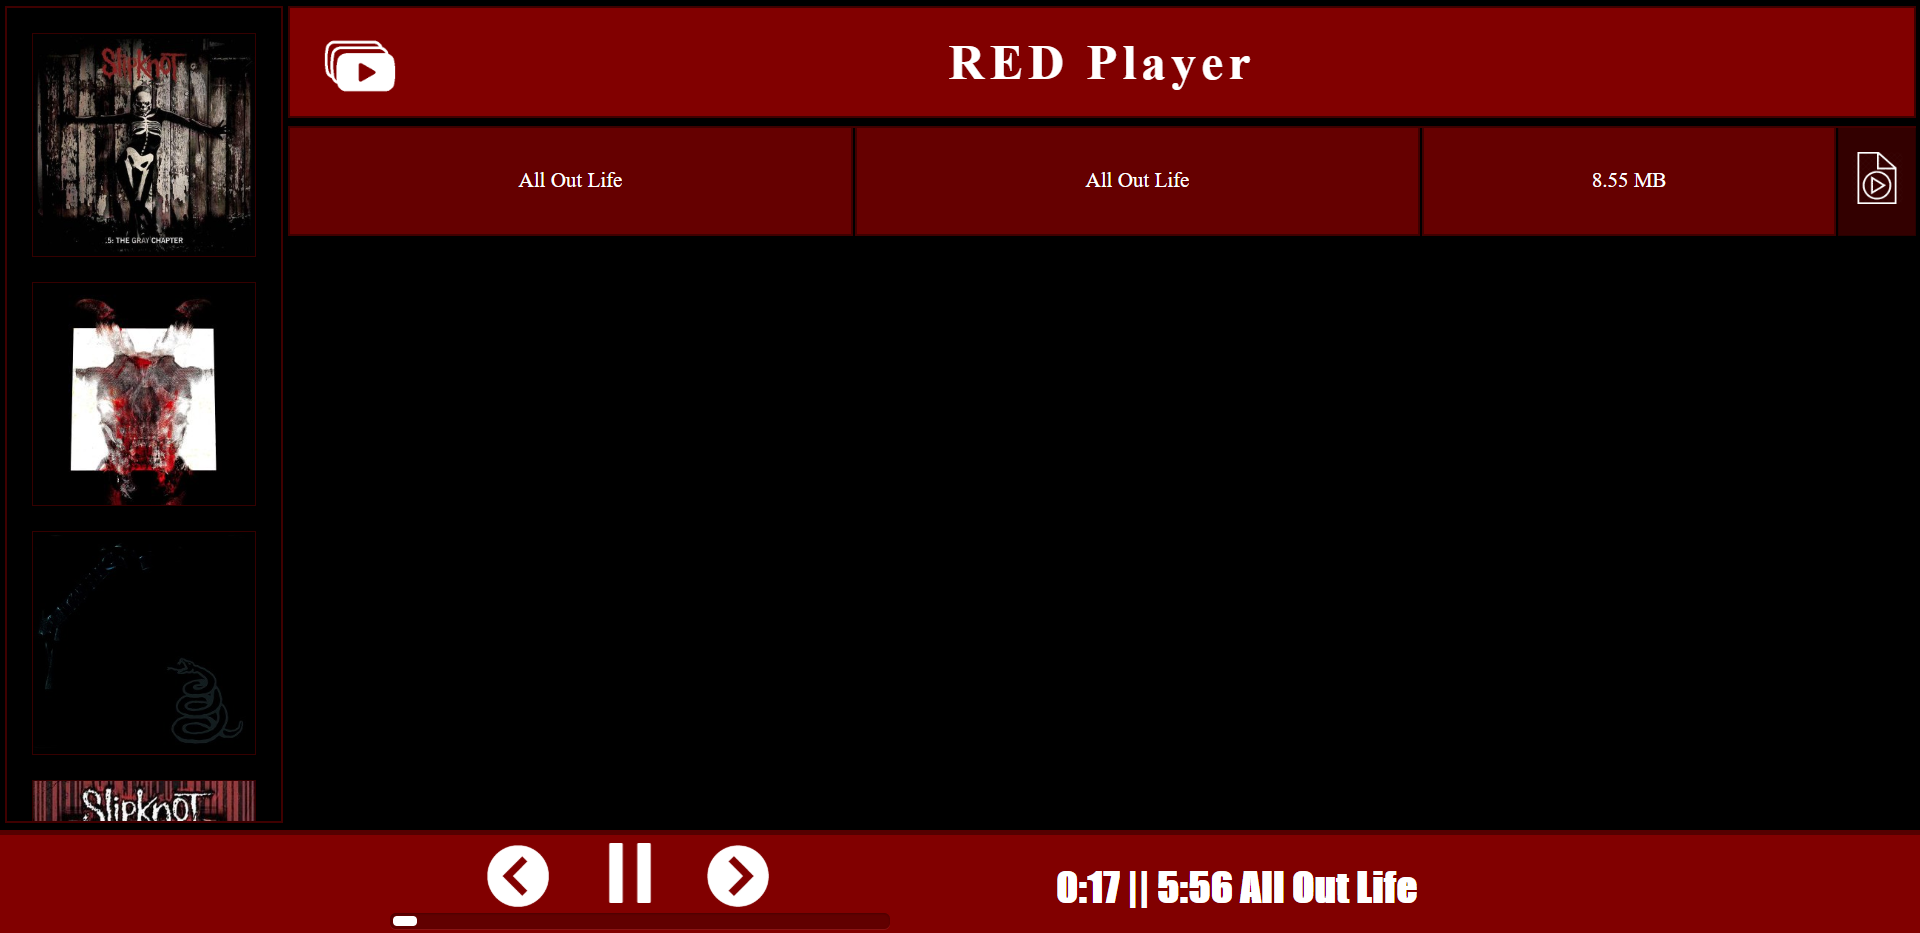 SLIPKNOT
.5: THE GRAY CHAPTER
SLIPKNOT
RED Player
All Out Life
All Out Life
8.55 MB
0:17 || 5:56 All Out Life